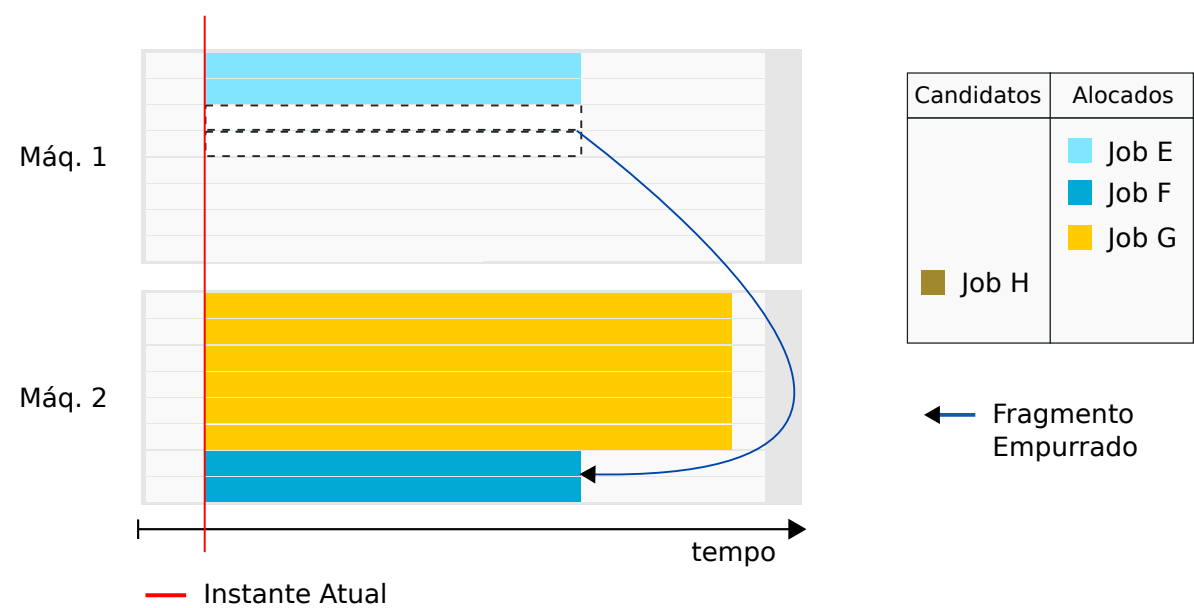 Máq. 1
Máq. 2
tempo
Instante Atual
Candidatos Alocados
Job E
Job F
Job G
Job H
Fragmento
Empurrado